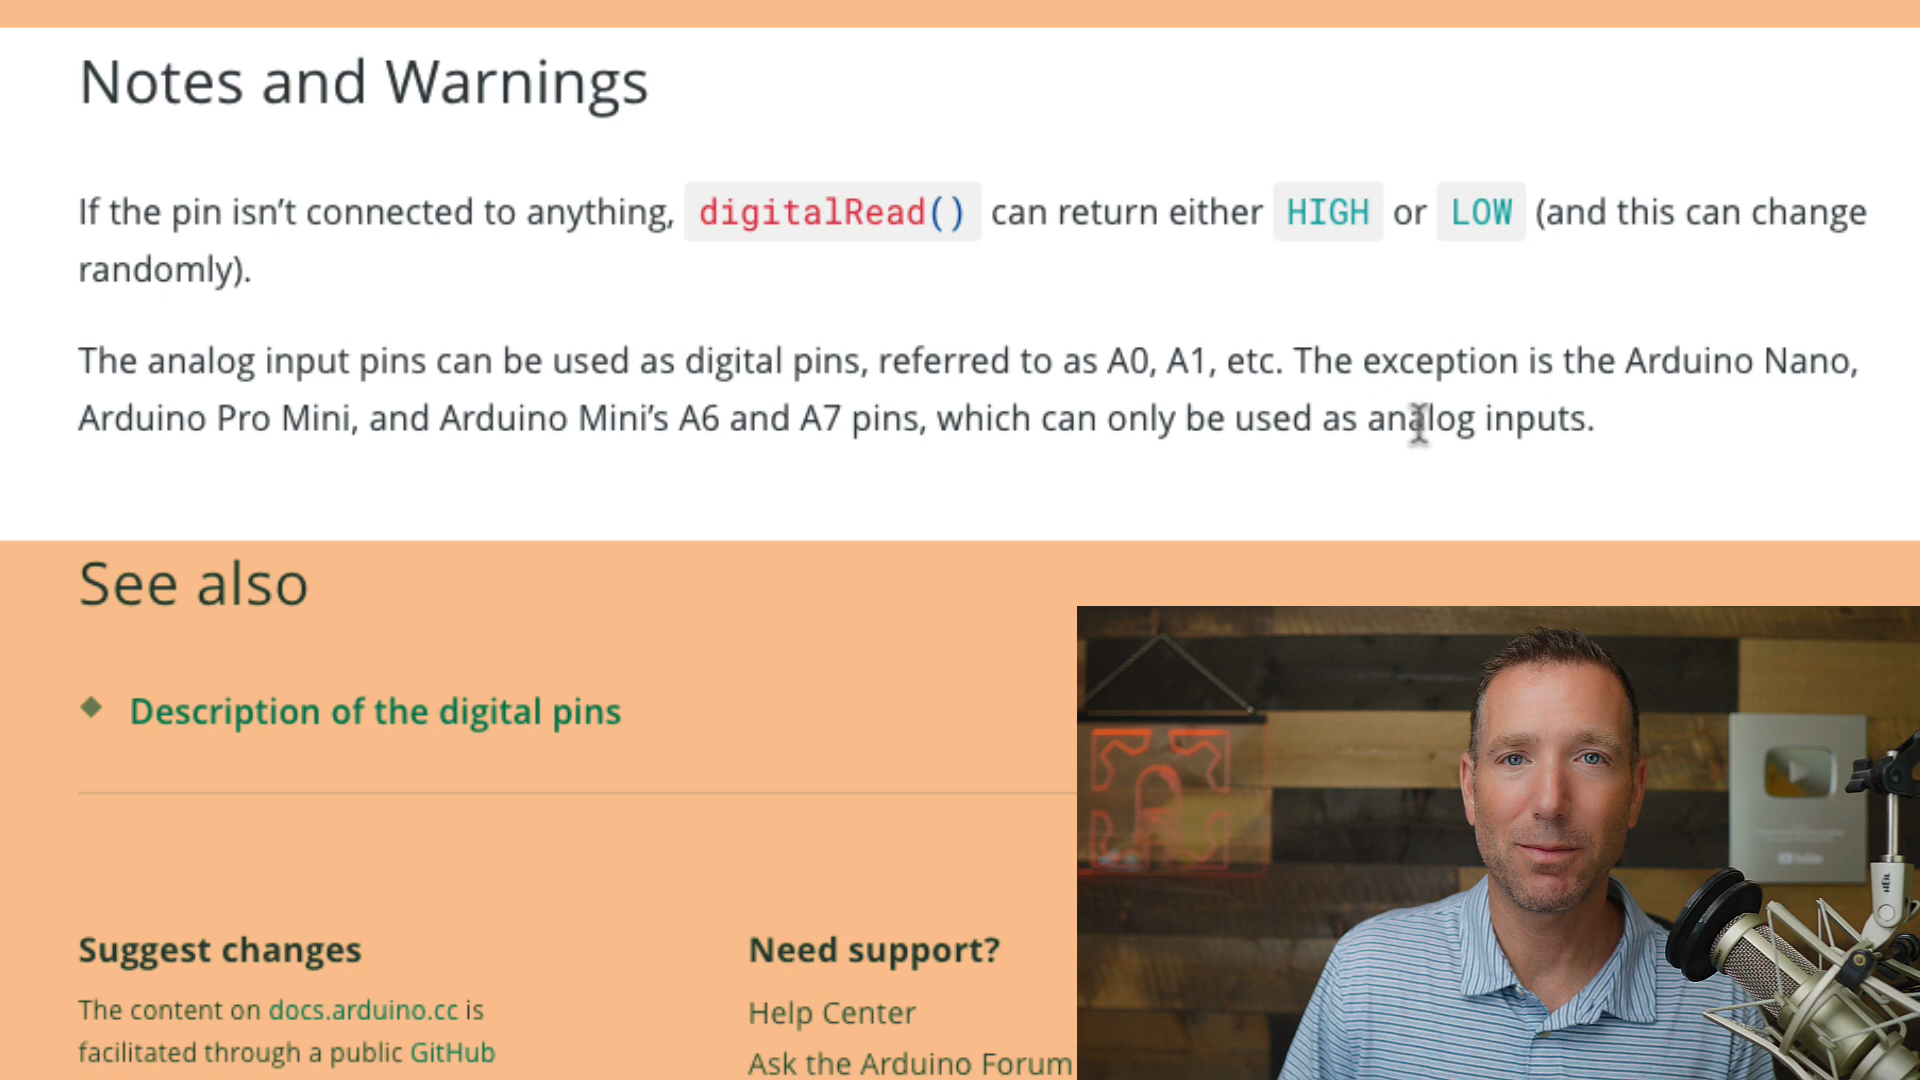 Notes and Warnings
If the pin isn’t connected to anything, digitalRead() can return either HIGH or LOW (and this can change
randomly).
The analog input pins can be used as digital pins, referred to as A0, A1, etc. The exception is the Arduino Nano,
Arduino Pro Mini, and Arduino Mini’s A6 and A7 pins, which can only be used as analog inputs.
See also
Description of the digital pins
Suggest changes
The content on docs.arduino.cc is
facilitated through a public GitHub
Need support?
Help Center
Ask the Arduino Forum
HEIL